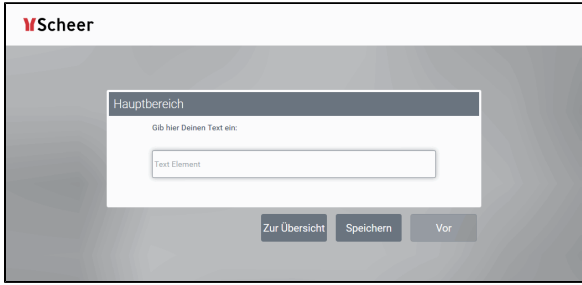 Scheer
Hauptbereich
Gib hier Deinen Text ein:
Text Element
Zur Übersicht Speichern Vor